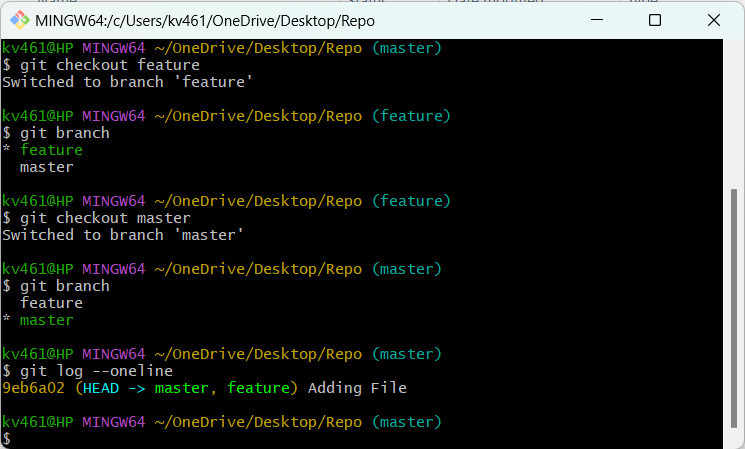 MINGW64:/c/Users/kv461/OneDrive/Desktop/Repo
kv461@HP MINGW64 ~/OneDrive/Desktop/Repo (master)
$ git checkout feature
Switched to branch 'feature'
kv461@HP MINGW64 ~/OneDrive/Desktop/Repo (feature)
$ git branch
* feature
  master
kv461@HP MINGW64 ~/OneDrive/Desktop/Repo (feature)
$ git checkout master
Switched to branch 'master'
kv461@HP MINGW64 ~/OneDrive/Desktop/Repo (master)
$ git branch
  feature
* master
kv461@HP MINGW64 ~/OneDrive/Desktop/Repo (master)
$ git log --oneline
9eb6a02 (HEAD -> master, feature) Adding File
kv461@HP MINGW64 ~/OneDrive/Desktop/Repo (master)
$